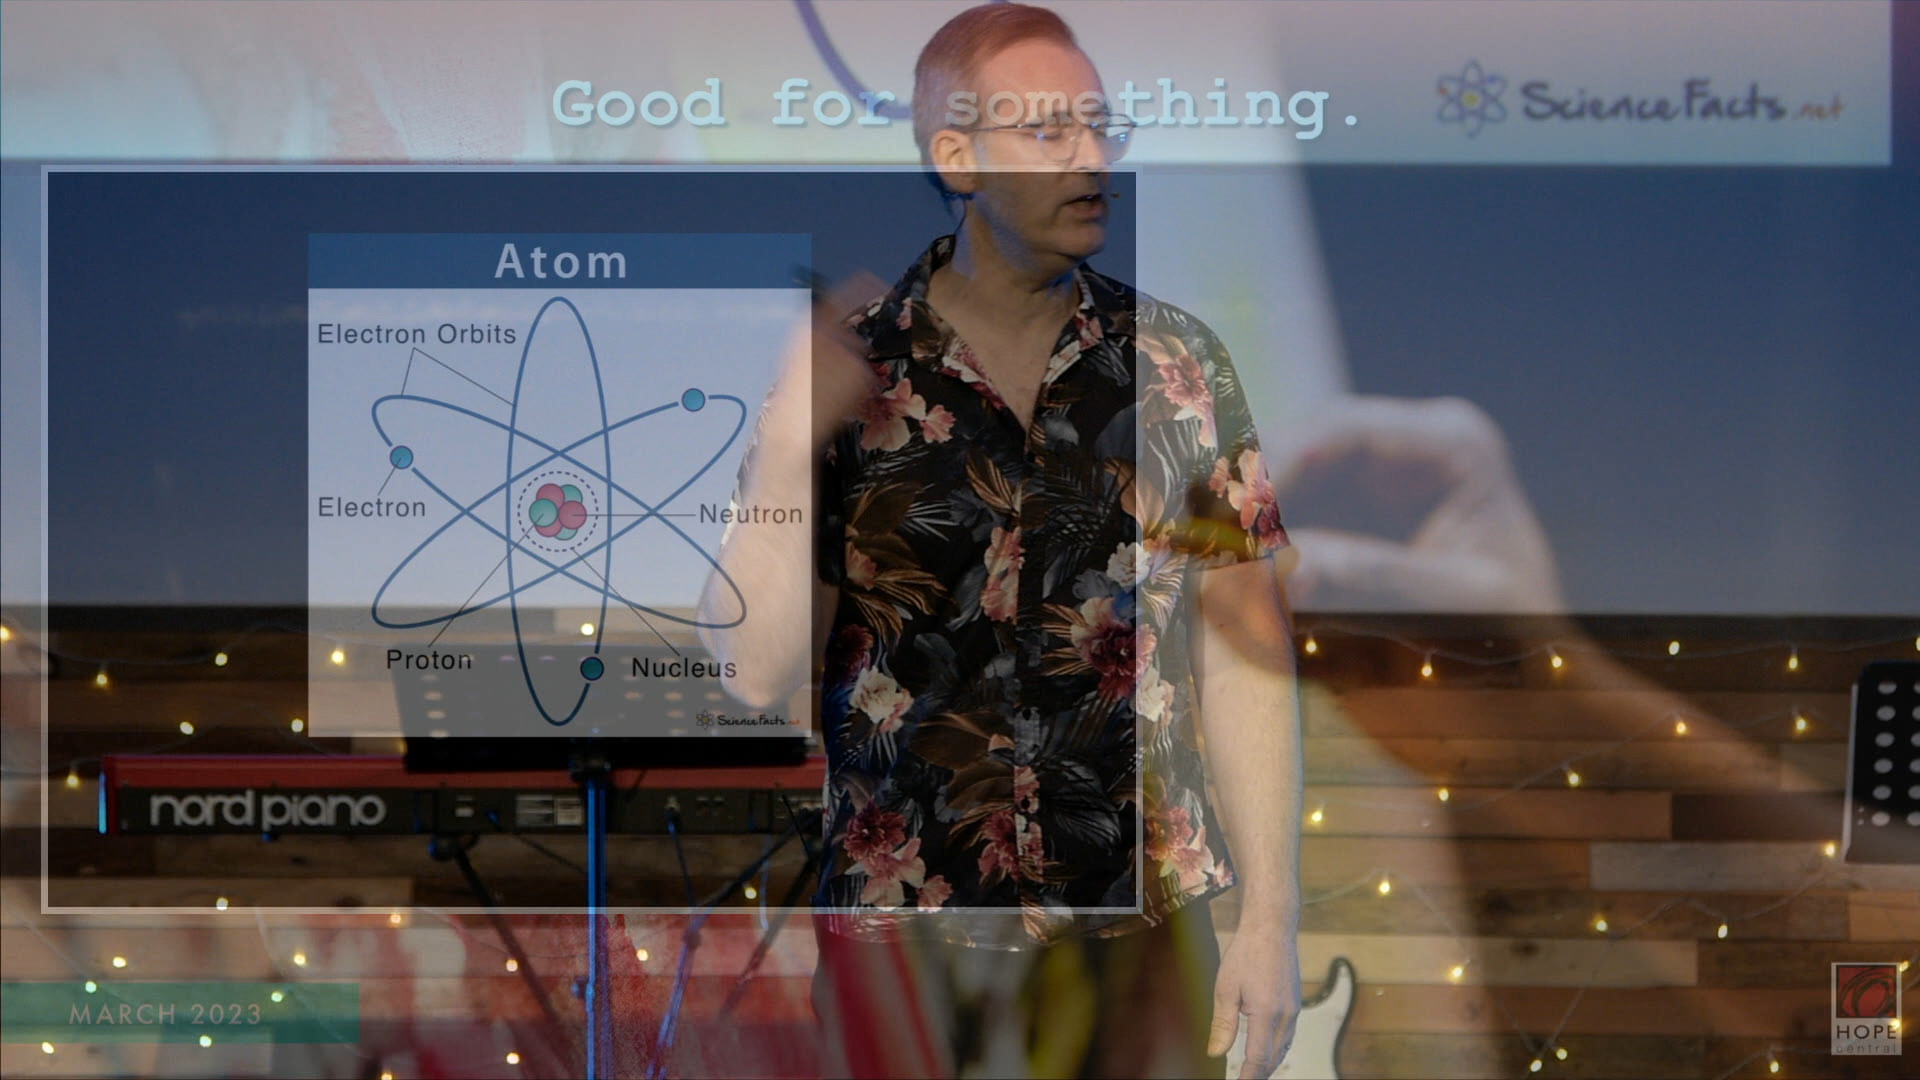 Good for something.
ScienceFacts.net
Atom
Electron Orbits
Electron
Neutron
Proton
Nucleus
ScienceFacts.net
nord piano
MARCH 2023
HOPE
central